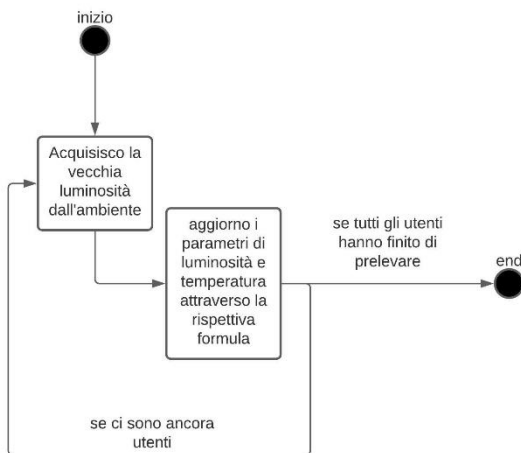 inizio
Acquisisco la
vecchia
luminosità
dall'ambiente
aggiorno i
parametri di
luminosità e
temperatura
attraverso la
rispettiva
formula
se tutti gli utenti
hanno finito di
prelevare
end
se ci sono ancora
utenti